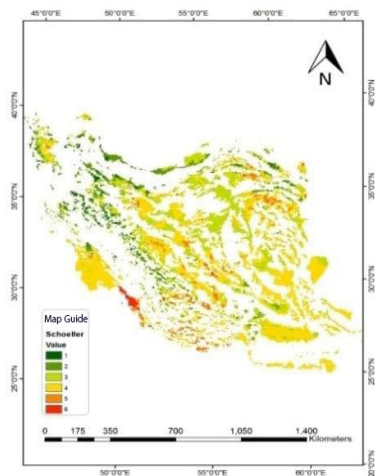 45°0'0"E 50°0'0"E 55°0'0"E 60°0'0"E 65°0'0"E
N
40°0'0"N 40°0'0"N
35°0'0"N 35°0'0"N
30°0'0"N 30°0'0"N
25°0'0"N 25°0'0"N
20°0'0"N
Map Guide
Schoeller
Value
1
2
3
4
5
6
0 175 350 700 1,050 1,400
Kilometers
50°0'0"E 55°0'0"E 60°0'0"E